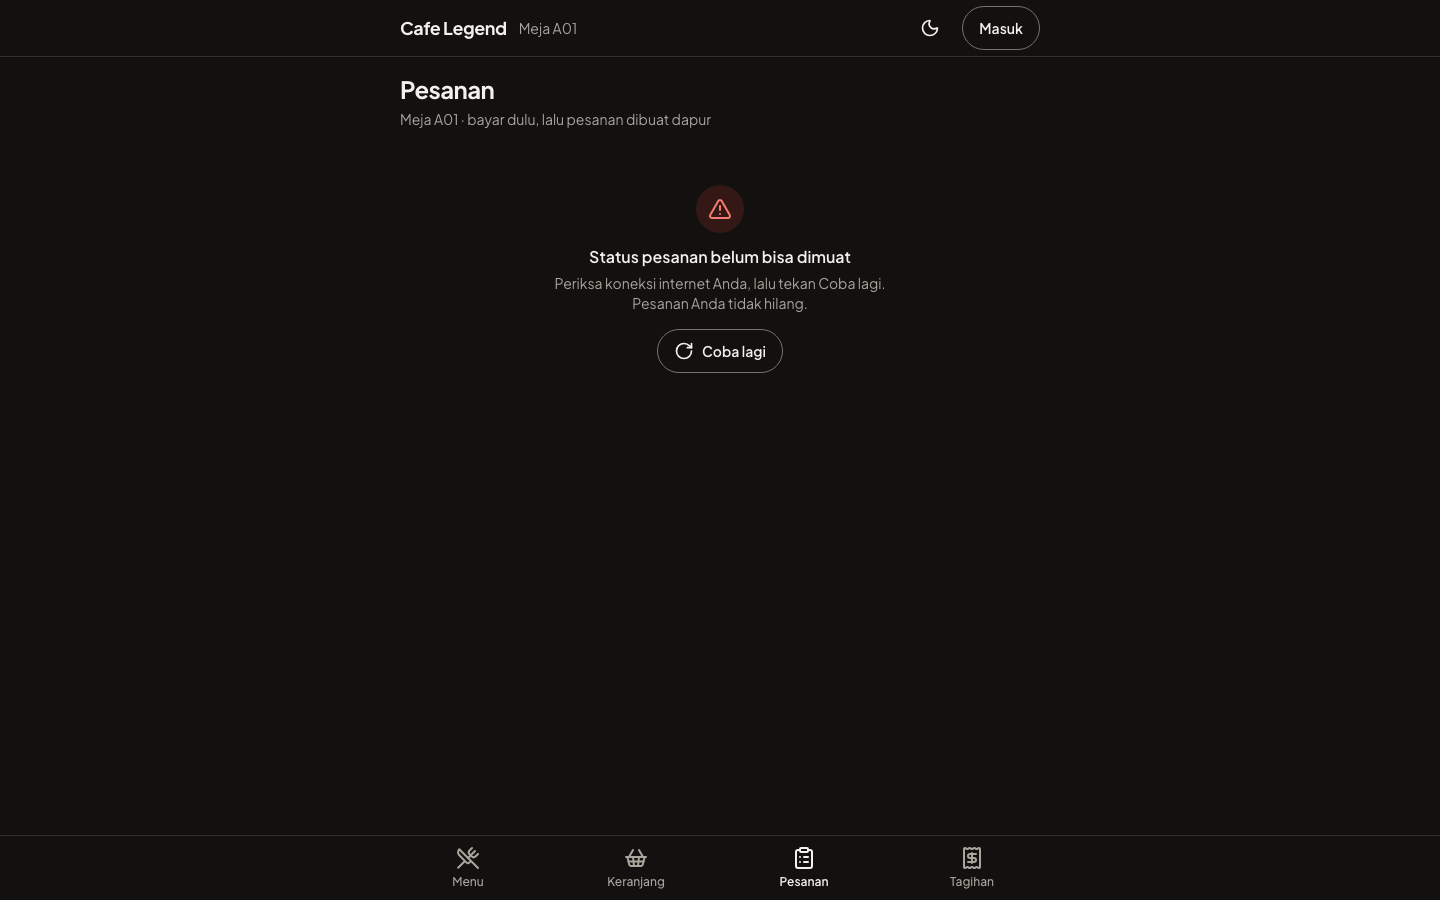 Cafe Legend Meja A01
Masuk
Pesanan
Meja A01 · bayar dulu, lalu pesanan dibuat dapur
Status pesanan belum bisa dimuat
Periksa koneksi internet Anda, lalu tekan Coba lagi.
Pesanan Anda tidak hilang.
Coba lagi
Menu
Keranjang
Pesanan
Tagihan